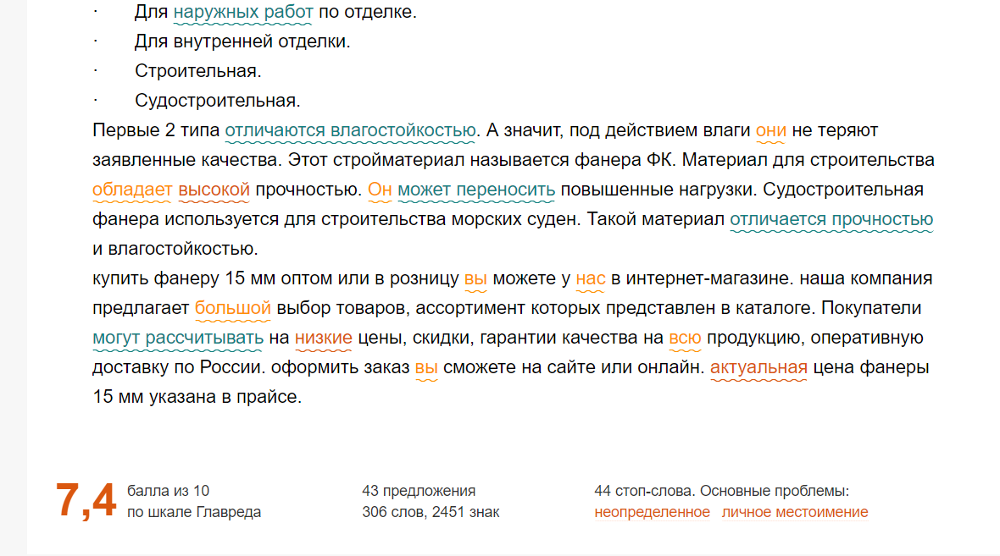 · Для наружных работ по отделке.
· Для внутренней отделки.
· Строительная.
· Судостроительная.
Первые 2 типа отличаются влагостойкостью. А значит, под действием влаги они не теряют
заявленные качества. Этот стройматериал называется фанера ФК. Материал для строительства
обладает высокой прочностью. Он может переносить повышенные нагрузки. Судостроительная
фанера используется для строительства морских суден. Такой материал отличается прочностью
и влагостойкостью.
купить фанеру 15 мм оптом или в розницу вы можете у нас в интернет-магазине. наша компания
предлагает большой выбор товаров, ассортимент которых представлен в каталоге. Покупатели
могут рассчитывать на низкие цены, скидки, гарантии качества на всю продукцию, оперативную
доставку по России. оформить заказ вы сможете на сайте или онлайн. актуальная цена фанеры
15 мм указана в прайсе.
7,4 балла из 10
по шкале Главреда
43 предложения
306 слов, 2451 знак
44 стоп-слова. Основные проблемы:
неопределенное личное местоимение